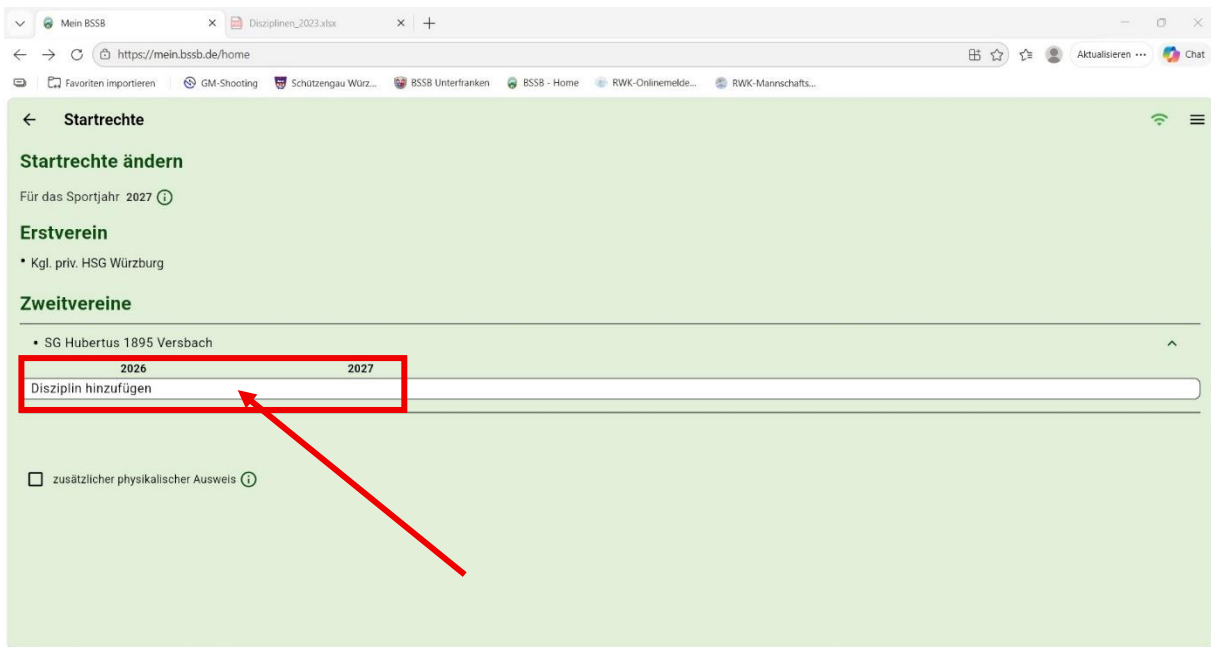 Mein BSSB
Disziplinen_2023.xlsx
https://mein.bssb.de/home
Aktualisieren ··· Chat
Favoriten importieren GM-Shooting Schützengau Würz... BSSB Unterfranken BSSB - Home RWK-Onlinemelde... RWK-Mannschafts...
Startrechte
Startrechte ändern
Für das Sportjahr 2027
Erstverein
• Kgl. priv. HSG Würzburg
Zweitvereine
• SG Hubertus 1895 Versbach
2026 2027
Disziplin hinzufügen
zusätzlicher physikalischer Ausweis